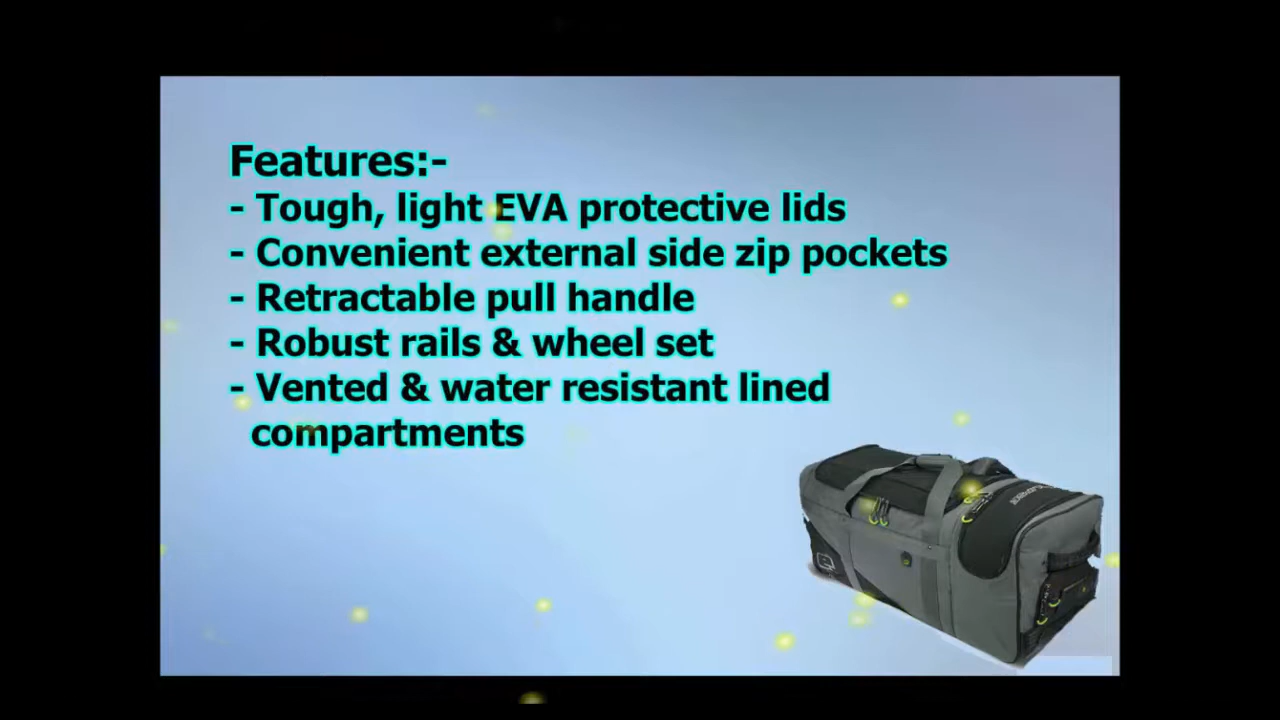 Features:-
- Tough, light EVA protective lids
- Convenient external side zip pockets
- Retractable pull handle
- Robust rails & wheel set
- Vented & water resistant lined
compartments